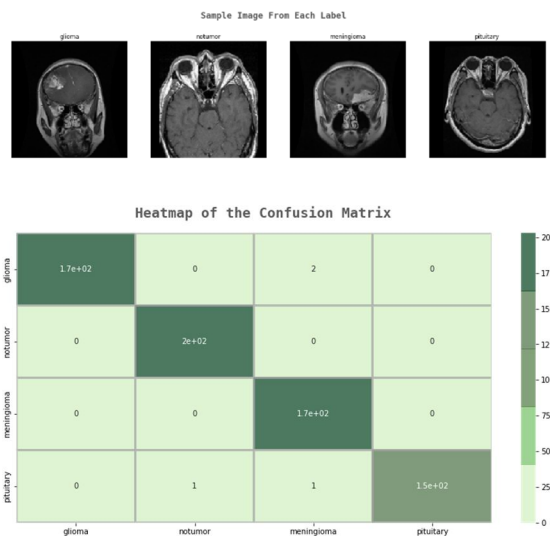 Sample Image From Each Label
glioma notumor meningioma pituitary
Heatmap of the Confusion Matrix
glioma 1.7e+02 0 2 0
notumor 0 2e+02 0 0
meningioma 0 0 1.7e+02 0
pituitary 0 1 1 1.5e+02
glioma notumor meningioma pituitary
20
17
15
12
10
75
50
25
0